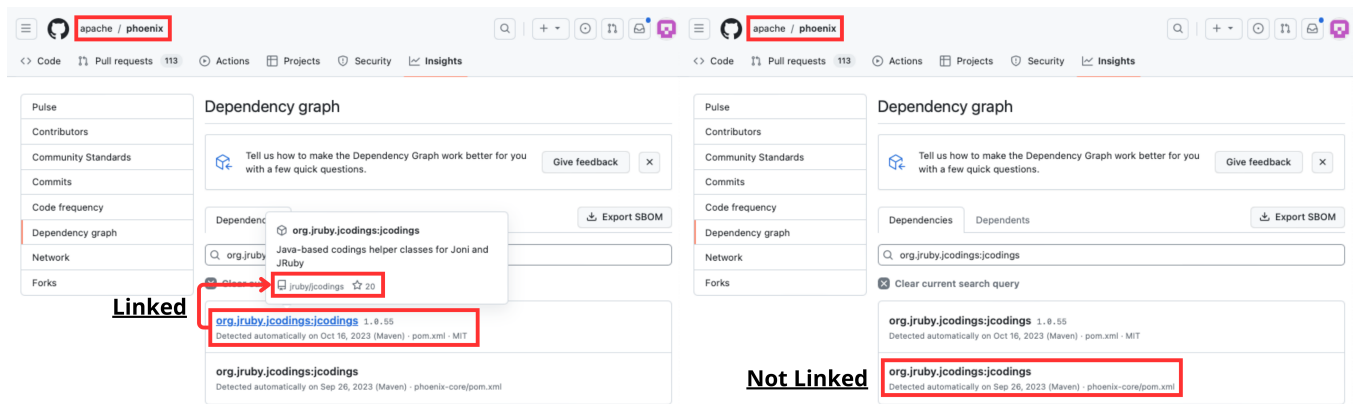 apache / phoenix
Code Pull requests 113 Actions Projects Security Insights
Pulse
Contributors
Community Standards
Commits
Code frequency
Dependency graph
Network
Forks
Dependency graph
Tell us how to make the Dependency Graph work better for you
with a few quick questions.
Give feedback
Dependenc
Export SBOM
org.jruby
org.jruby.jcodings:jcodings
Java-based codings helper classes for Joni and
JRuby
jruby/jcodings 20
Linked
org.jruby.jcodings:jcodings 1.0.55
Detected automatically on Oct 16, 2023 (Maven) · pom.xml · MIT
org.jruby.jcodings:jcodings
Detected automatically on Sep 26, 2023 (Maven) · phoenix-core/pom.xml
apache / phoenix
Code Pull requests 113 Actions Projects Security Insights
Pulse
Contributors
Community Standards
Commits
Code frequency
Dependency graph
Network
Forks
Dependency graph
Tell us how to make the Dependency Graph work better for you
with a few quick questions.
Give feedback
Dependencies Dependents
Export SBOM
org.jruby.jcodings:jcodings
Clear current search query
org.jruby.jcodings:jcodings 1.0.55
Detected automatically on Oct 16, 2023 (Maven) · pom.xml · MIT
Not Linked
org.jruby.jcodings:jcodings
Detected automatically on Sep 26, 2023 (Maven) · phoenix-core/pom.xml